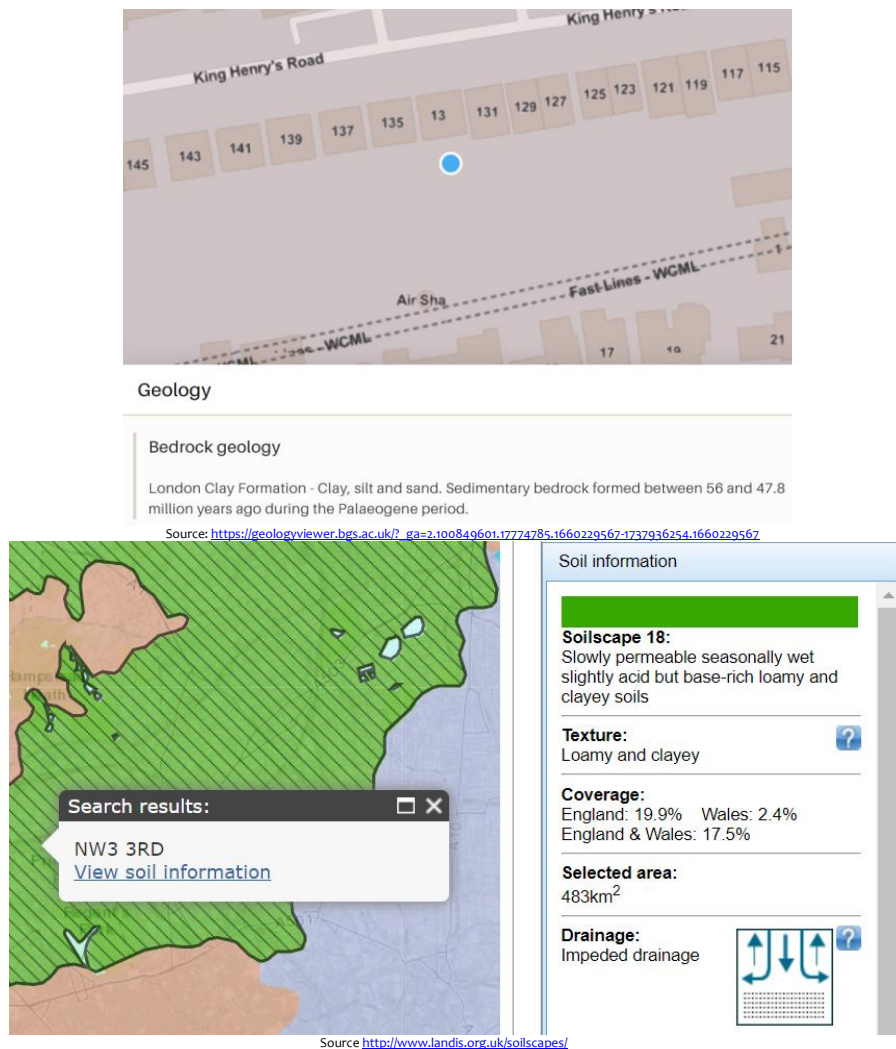 King Henry's Road
King Henry's
145
143
141
139
137
135
13
131
129
127
125
123
121
119
117
115
Air Sha
Fast Lines - WCML
- WCML
1
17
19
21
Geology
Bedrock geology
London Clay Formation - Clay, silt and sand. Sedimentary bedrock formed between 56 and 47.8
million years ago during the Palaeogene period.
Source: https://geologyviewer.bgs.ac.uk/?_ga=2.100849601.17774785.1660229567-1737936254.1660229567
Search results:
NW3 3RD
View soil information
Regent's
Soil information
Soilscape 18:
Slowly permeable seasonally wet
slightly acid but base-rich loamy and
clayey soils
Texture:
Loamy and clayey
Coverage:
England: 19.9% Wales: 2.4%
England & Wales: 17.5%
Selected area:
483km²
Drainage:
Impeded drainage
Source http://www.landis.org.uk/soilscapes/